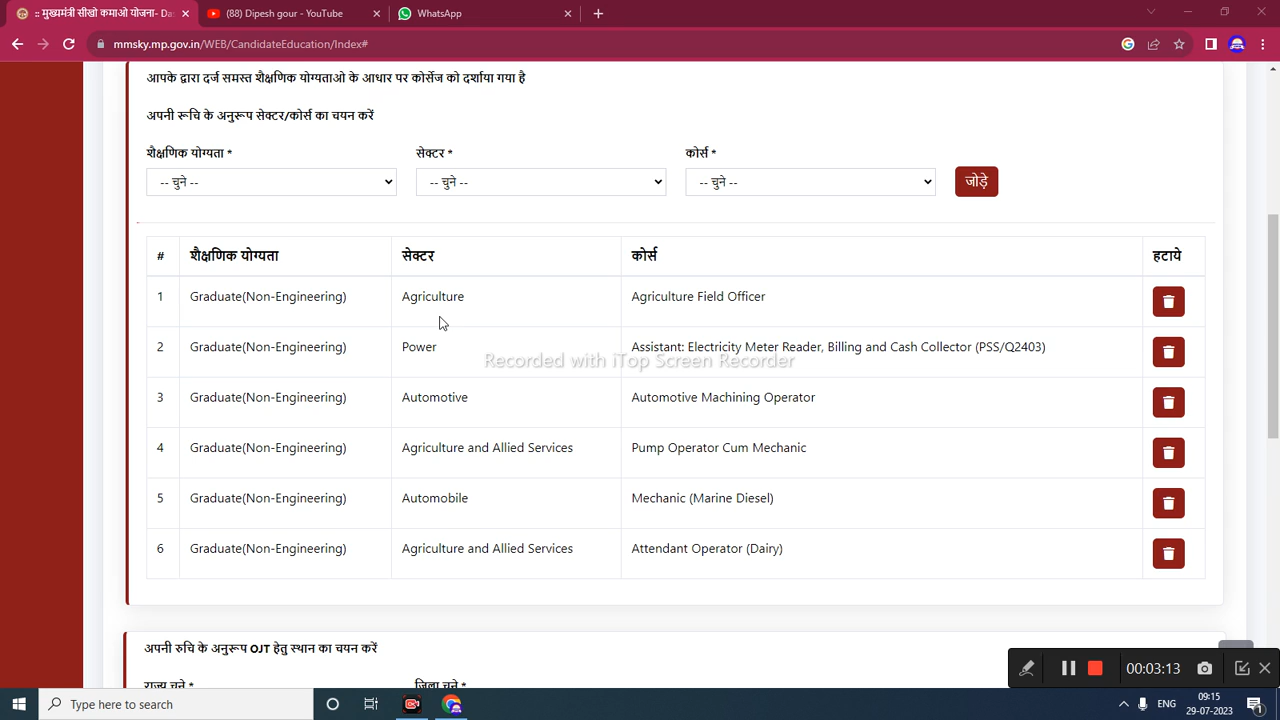 :: मुख्यमंत्री सीखो कमाओ योजना- Da
(88) Dipesh gour - YouTube
WhatsApp
mmsky.mp.gov.in/WEB/CandidateEducation/Index#
आपके द्वारा दर्ज समस्त शैक्षणिक योग्यताओ के आधार पर कोर्सेज को दर्शाया गया है
अपनी रूचि के अनुरूप सेक्टर/कोर्स का चयन करें
शैक्षणिक योग्यता * सेक्टर * कोर्स *
-- चुने -- -- चुने -- -- चुने -- जोड़े
# शैक्षणिक योग्यता सेक्टर कोर्स हटाये
1 Graduate(Non-Engineering) Agriculture Agriculture Field Officer
2 Graduate(Non-Engineering) Power Assistant: Electricity Meter Reader, Billing and Cash Collector (PSS/Q2403)
Recorded with iTop Screen Recorder
3 Graduate(Non-Engineering) Automotive Automotive Machining Operator
4 Graduate(Non-Engineering) Agriculture and Allied Services Pump Operator Cum Mechanic
5 Graduate(Non-Engineering) Automobile Mechanic (Marine Diesel)
6 Graduate(Non-Engineering) Agriculture and Allied Services Attendant Operator (Dairy)
अपनी रुचि के अनुरूप OJT हेतु स्थान का चयन करें
राज्य चुने * जिला चुने *
00:03:13
Type here to search
ENG
09:15
29-07-2023
1